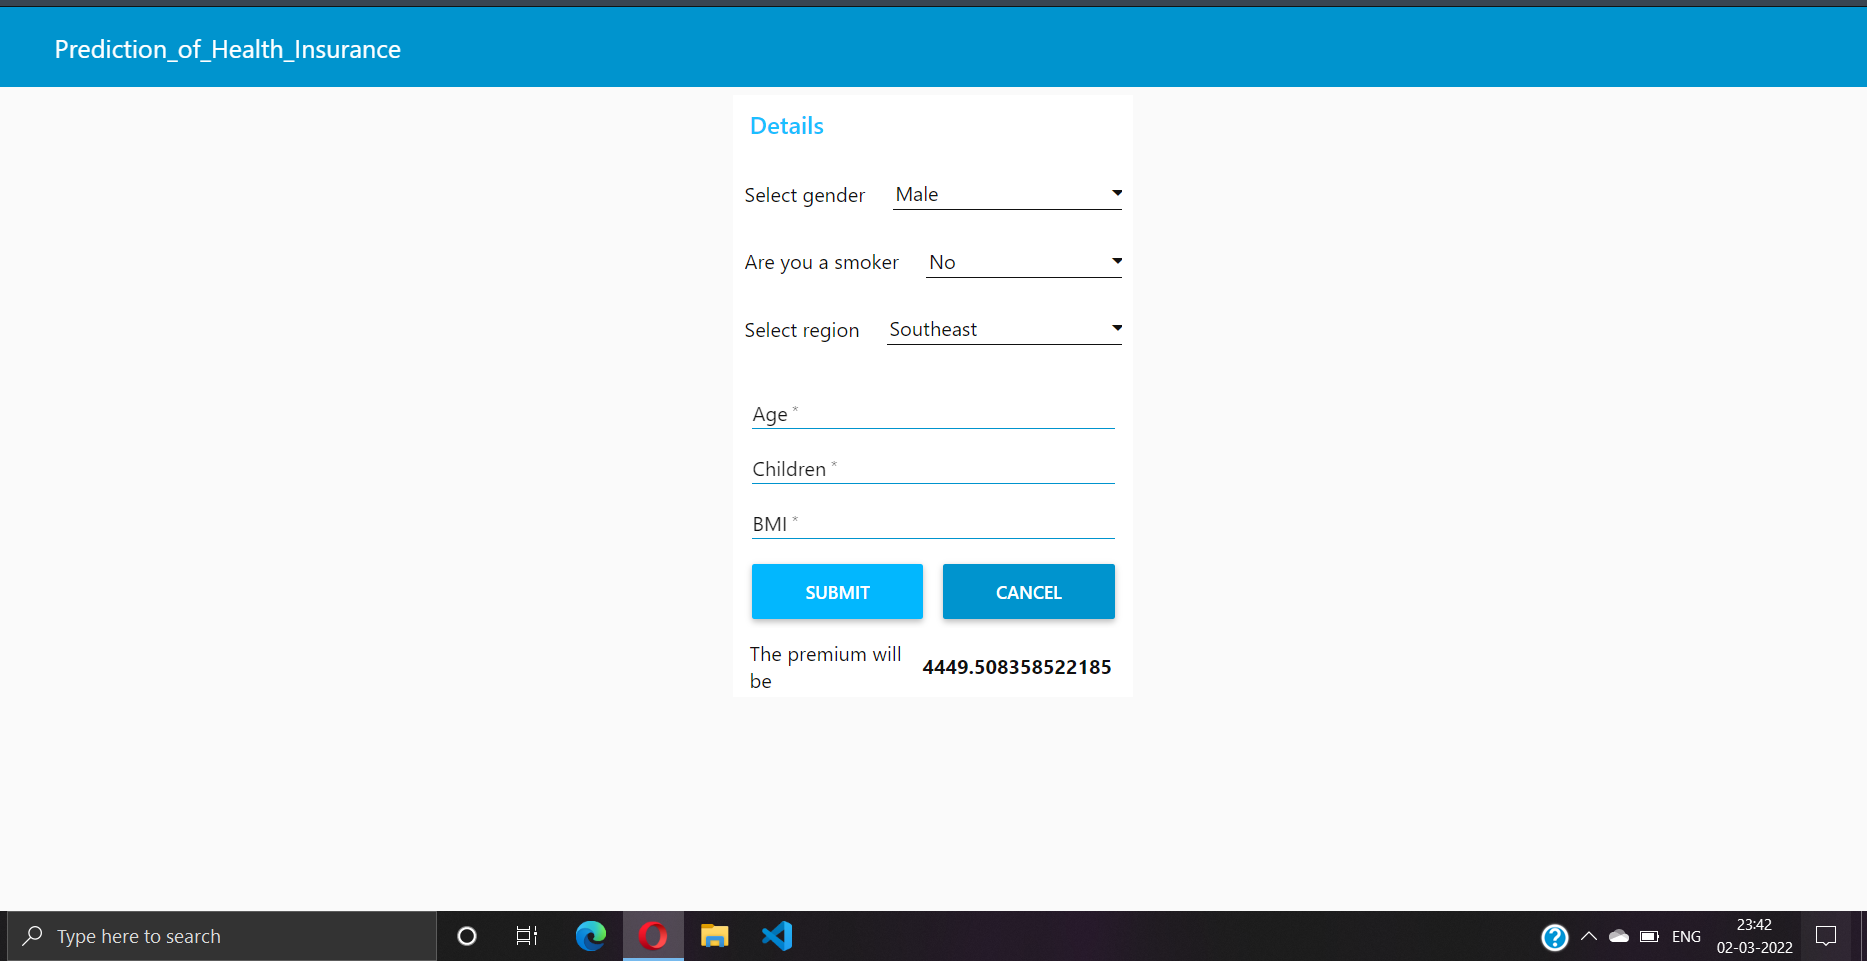 Prediction_of_Health_Insurance
Details
Select gender Male
Are you a smoker No
Select region Southeast
Age *
Children *
BMI *
SUBMIT CANCEL
The premium will
be
4449.508358522185
Type here to search
ENG
23:42
02-03-2022